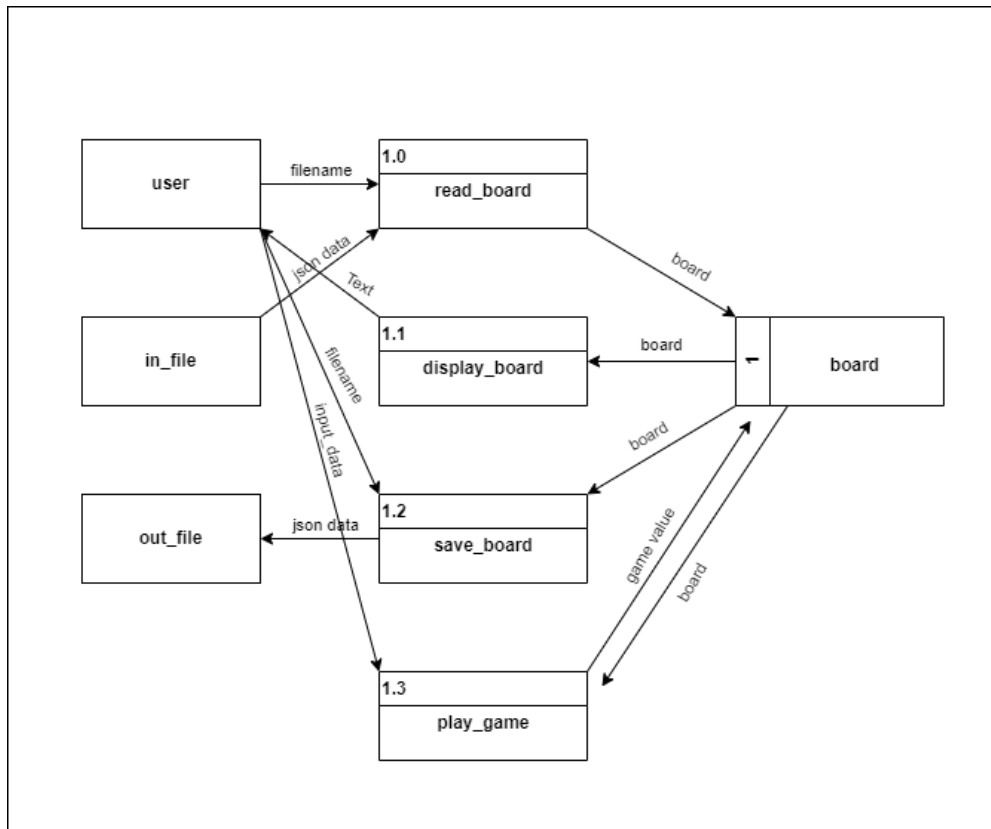 1.0
user
filename
read_board
json data
Text
board
1.1
in_file
display_board
board
1
board
filename
input_data
board
1.2
out_file
json data
save_board
game value
board
1.3
play_game